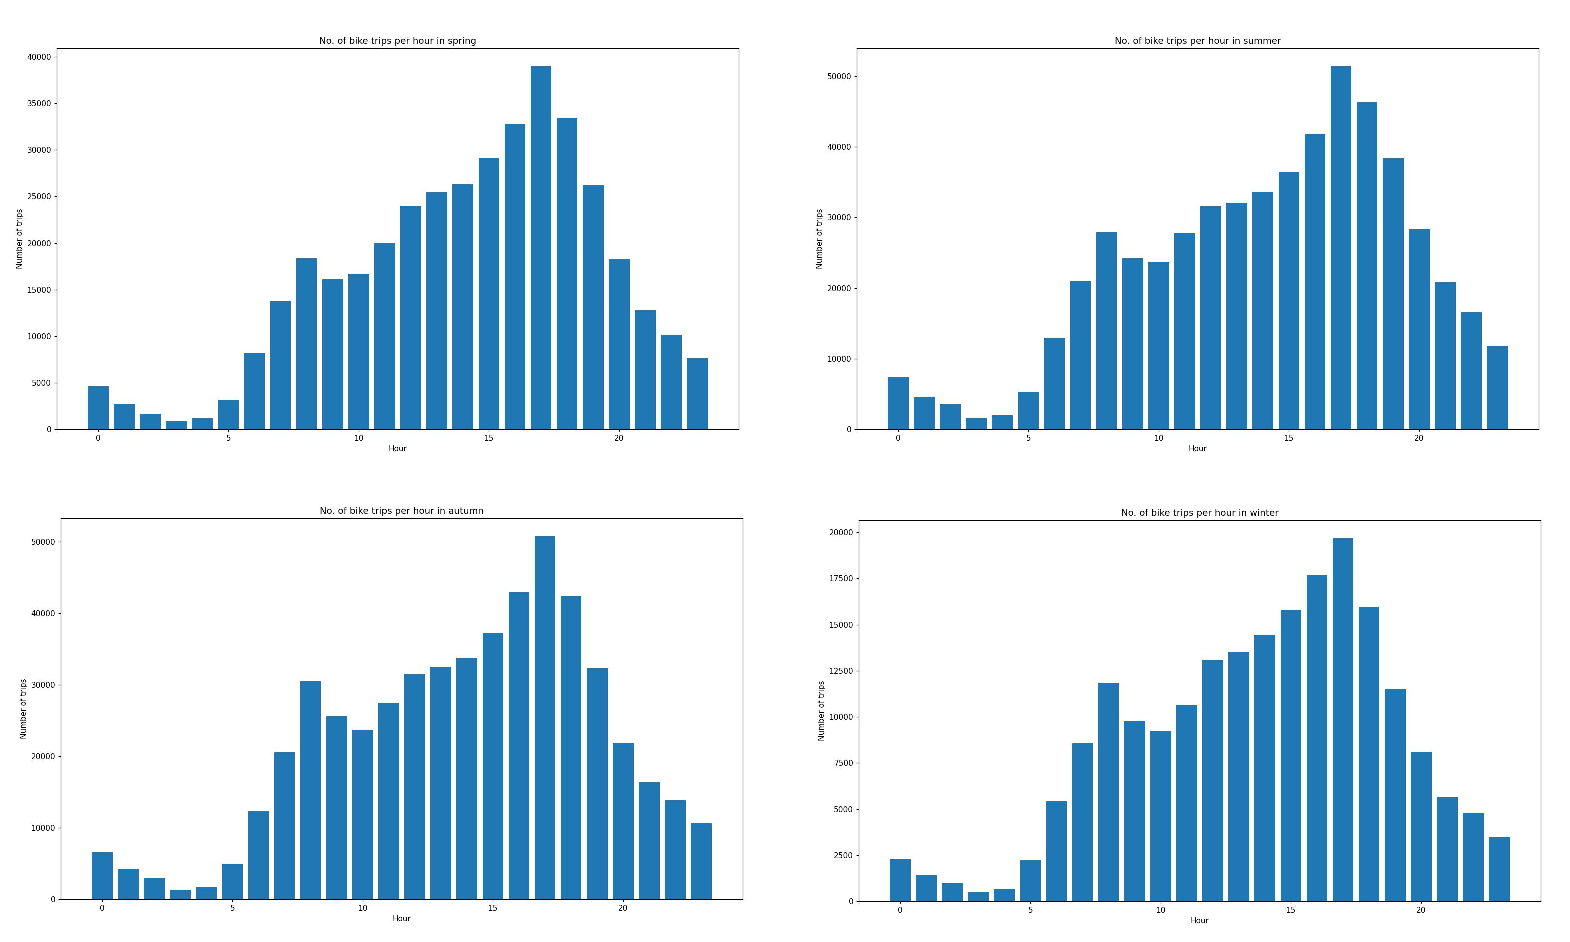 No. of bike trips per hour in spring
40000
35000
30000
25000
20000
15000
10000
5000
0
Number of trips
0 5 10 15 20
Hour
No. of bike trips per hour in summer
50000
40000
30000
20000
10000
0
Number of trips
0 5 10 15 20
Hour
No. of bike trips per hour in autumn
50000
40000
30000
20000
10000
0
Number of trips
0 5 10 15 20
Hour
No. of bike trips per hour in winter
20000
17500
15000
12500
10000
7500
5000
2500
0
Number of trips
0 5 10 15 20
Hour